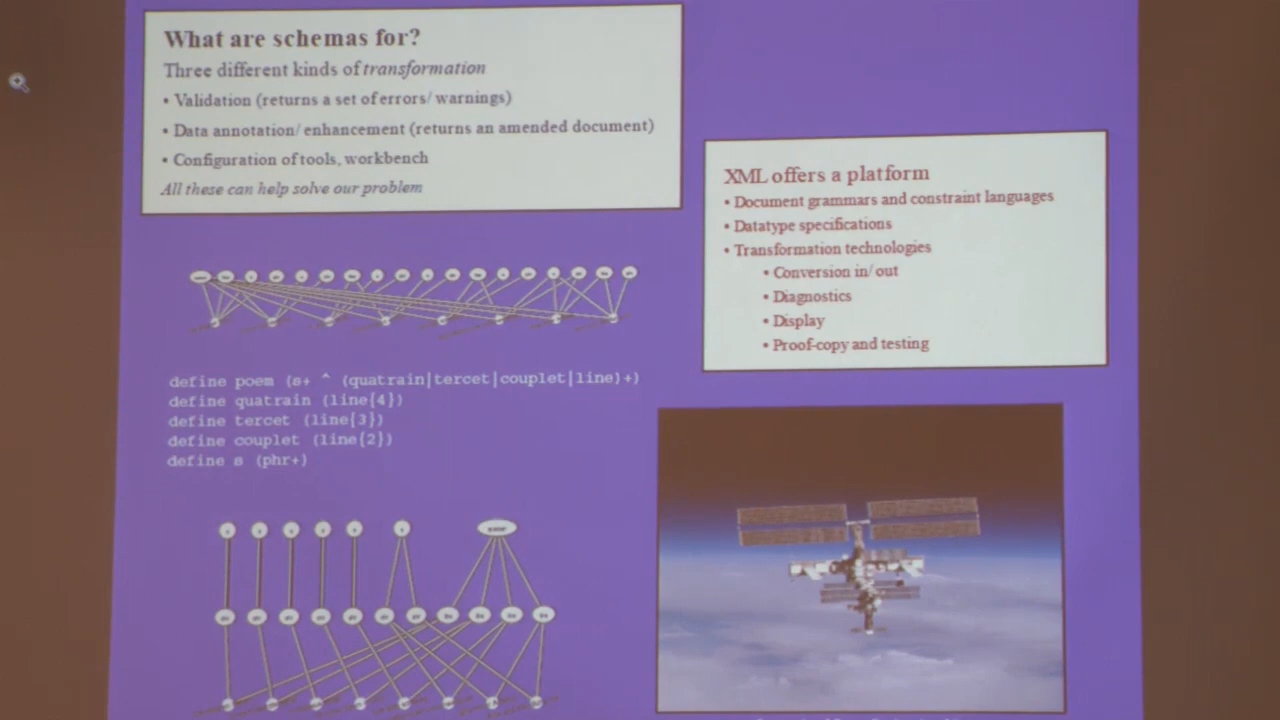 What are schemas for?
Three different kinds of transformation
• Validation (returns a set of errors/ warnings)
• Data annotation/ enhancement (returns an amended document)
• Configuration of tools, workbench
All these can help solve our problem
XML offers a platform
• Document grammars and constraint languages
• Datatype specifications
• Transformation technologies
• Conversion in/ out
• Diagnostics
• Display
• Proof-copy and testing
define poem (s+ ^ (quatrain|tercet|couplet|line)+)
define quatrain (line{4})
define tercet (line{3})
define couplet (line{2})
define s (phr+)